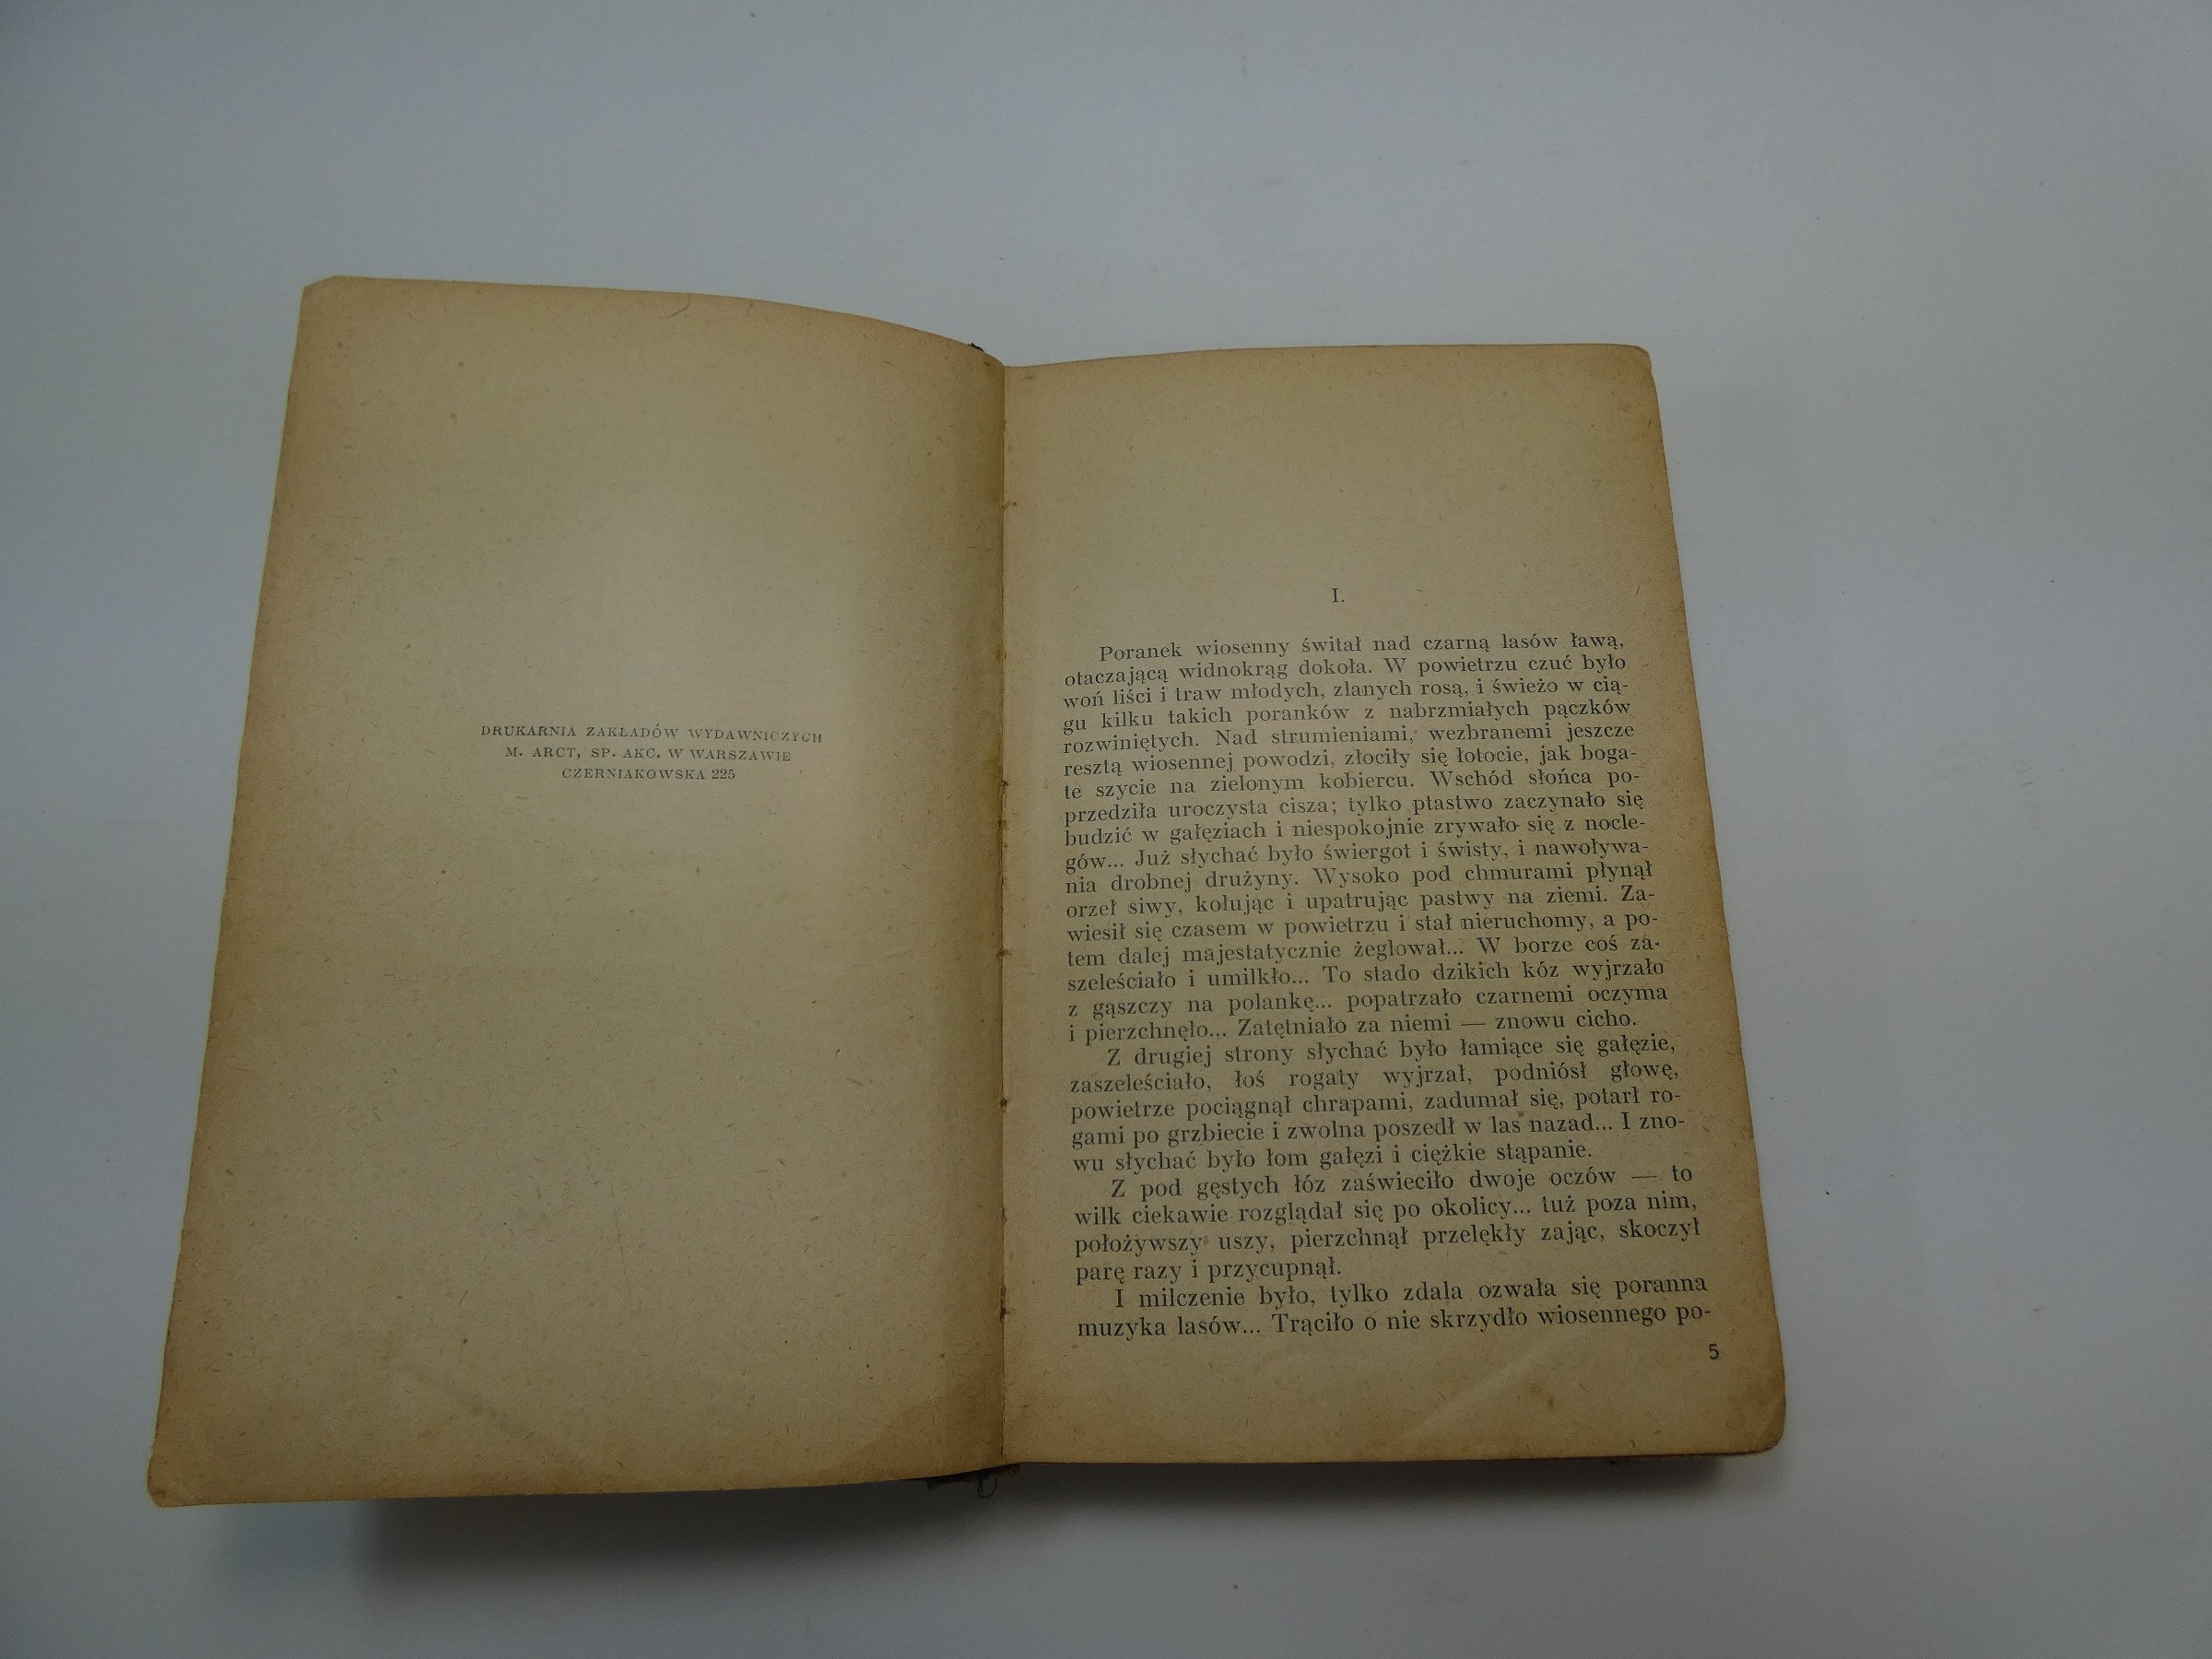 DRUKARNIA ZAKŁADÓW WYDAWNICZYCH
M. ARCT, SP. AKC. W WARSZAWIE
CZERNIAKOWSKA 225
I.
Poranek wiosenny świtał nad czarną lasów ławą,
otaczającą widnokrąg dokoła. W powietrzu czuć było
woń liści i traw młodych, zlanych rosą, i świeżo w cią-
gu kilku takich poranków z nabrzmiałych pączków
rozwiniętych. Nad strumieniami, wezbranemi jeszcze
resztą wiosennej powodzi, złociły się łotocie, jak boga-
te szycie na zielonym kobiercu. Wschód słońca po-
przedziła uroczysta cisza; tylko ptastwo zaczynało się
budzić w gałęziach i niespokojnie zrywało się z nocle-
gów... Już słychać było świergot i świsty, i nawoływa-
nia drobnej drużyny. Wysoko pod chmurami płynął
orzeł siwy, kołując i upatrując pastwy na ziemi. Za-
wiesił się czasem w powietrzu i stał nieruchomy, a po-
tem dalej majestatycznie żeglował... W borze coś za-
szeleściało i umilkło... To stado dzikich kóz wyjrzało
z gąszczy na polankę... popatrzało czarnemi oczyma
i pierzchnęło... Zatętniało za niemi — znowu cicho.
Z drugiej strony słychać było łamiące się gałęzie,
zaszeleściało, łoś rogaty wyjrzał, podniósł głowę,
powietrze pociągnął chrapami, zadumał się, potarł ro-
gami po grzbiecie i zwolna poszedł w las nazad... I zno-
wu słychać było łom gałęzi i ciężkie stąpanie.
Z pod gęstych łóz zaświeciło dwoje oczów — to
wilk ciekawie rozglądał się po okolicy... tuż poza nim,
położywszy uszy, pierzchnął przelękły zając, skoczył
parę razy i przycupnął.
I milczenie było, tylko zdala ozwała się poranna
muzyka lasów... Trąciło o nie skrzydło wiosennego po-
5